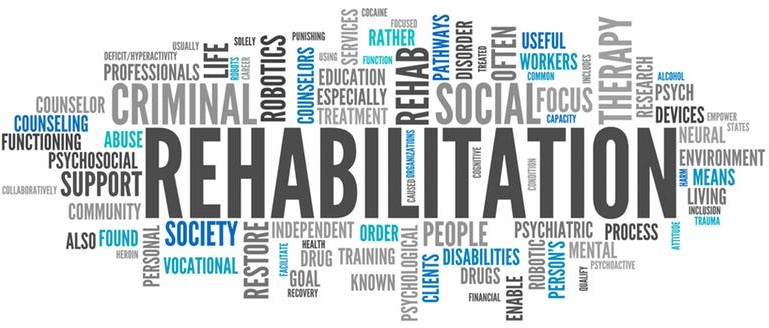 COCAINE
USUALLY
SOLELY
PUNISHING
SERVICES
FOCUSED
RATHER
PATHWAYS
DISORDER
OFTEN
USEFUL
THERAPY
DEFICIT/HYPERACTIVITY
LIFE
ROBOTICS
USING
FUNCTION
TREATED
WORKERS
PROFESSIONALS
ROBOTS
CAREER
COUNSELORS
EDUCATION
REHAB
COMMON
INCLUDES
RESEARCH
ALCOHOL
COUNSELOR
CRIMINAL
ESPECIALLY
SOCIAL
FOCUS
PSYCH
COUNSELING
TREATMENT
CAPACITY
DEVICES
EMPOWER
FUNCTIONING
ABUSE
REHABILITATION
CAUSED
ORGANIZATIONS
COGNITIVE
CONDITION
NEURAL
STATES
PSYCHOSOCIAL
ENVIRONMENT
COLLABORATIVELY
SUPPORT
HARM
MEANS
LIVING
COMMUNITY
INCLUSION
TRAUMA
ALSO
FOUND
PERSONAL
SOCIETY
RESTORE
INDEPENDENT
ORDER
PEOPLE
PSYCHIATRIC
PROCESS
ATTITUDE
HEROIN
VOCATIONAL
FACILITATE
HEALTH
DRUG
TRAINING
PSYCHOLOGICAL
CLIENTS
DISABILITIES
ROBOTIC
PERSON'S
MENTAL
GOAL
KNOWN
DRUGS
PSYCHOACTIVE
RECOVERY
FINANCIAL
ENABLE
QUALIFY